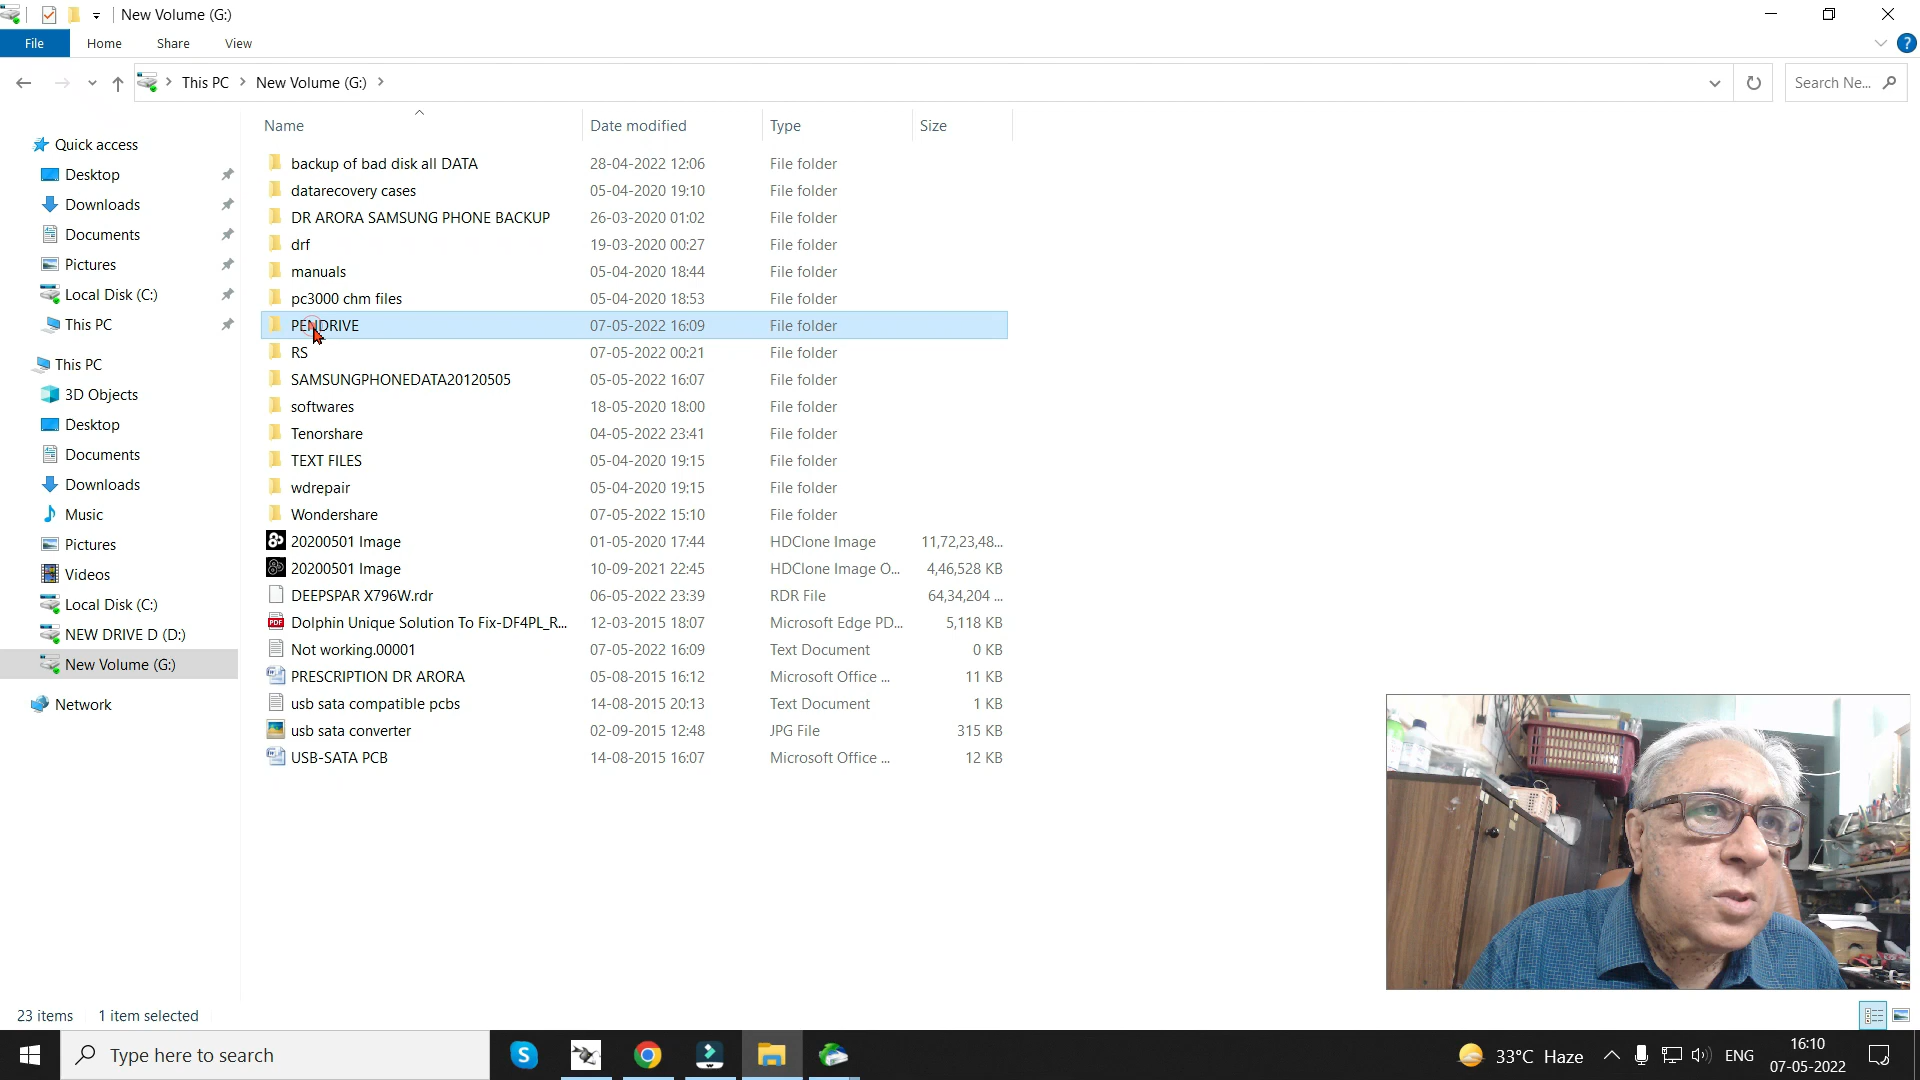 New Volume (G:)
File Home Share View
This PC New Volume (G:) Search Ne...
Name Date modified Type Size
Quick access
Desktop
Downloads
Documents
Pictures
Local Disk (C:)
This PC
This PC
3D Objects
Desktop
Documents
Downloads
Music
Pictures
Videos
Local Disk (C:)
NEW DRIVE D (D:)
New Volume (G:)
Network
backup of bad disk all DATA 28-04-2022 12:06 File folder
datarecovery cases 05-04-2020 19:10 File folder
DR ARORA SAMSUNG PHONE BACKUP 26-03-2020 01:02 File folder
drf 19-03-2020 00:27 File folder
manuals 05-04-2020 18:44 File folder
pc3000 chm files 05-04-2020 18:53 File folder
PENDRIVE 07-05-2022 16:09 File folder
RS 07-05-2022 00:21 File folder
SAMSUNGPHONEDATA20120505 05-05-2022 16:07 File folder
softwares 18-05-2020 18:00 File folder
Tenorshare 04-05-2022 23:41 File folder
TEXT FILES 05-04-2020 19:15 File folder
wdrepair 05-04-2020 19:15 File folder
Wondershare 07-05-2022 15:10 File folder
20200501 Image 01-05-2020 17:44 HDClone Image 11,72,23,48...
20200501 Image 10-09-2021 22:45 HDClone Image O... 4,46,528 KB
DEEPSPAR X796W.rdr 06-05-2022 23:39 RDR File 64,34,204 ...
Dolphin Unique Solution To Fix-DF4PL_R... 12-03-2015 18:07 Microsoft Edge PD... 5,118 KB
Not working.00001 07-05-2022 16:09 Text Document 0 KB
PRESCRIPTION DR ARORA 05-08-2015 16:12 Microsoft Office ... 11 KB
usb sata compatible pcbs 14-08-2015 20:13 Text Document 1 KB
usb sata converter 02-09-2015 12:48 JPG File 315 KB
USB-SATA PCB 14-08-2015 16:07 Microsoft Office ... 12 KB
23 items 1 item selected
Type here to search 33°C Haze ENG 16:10
07-05-2022